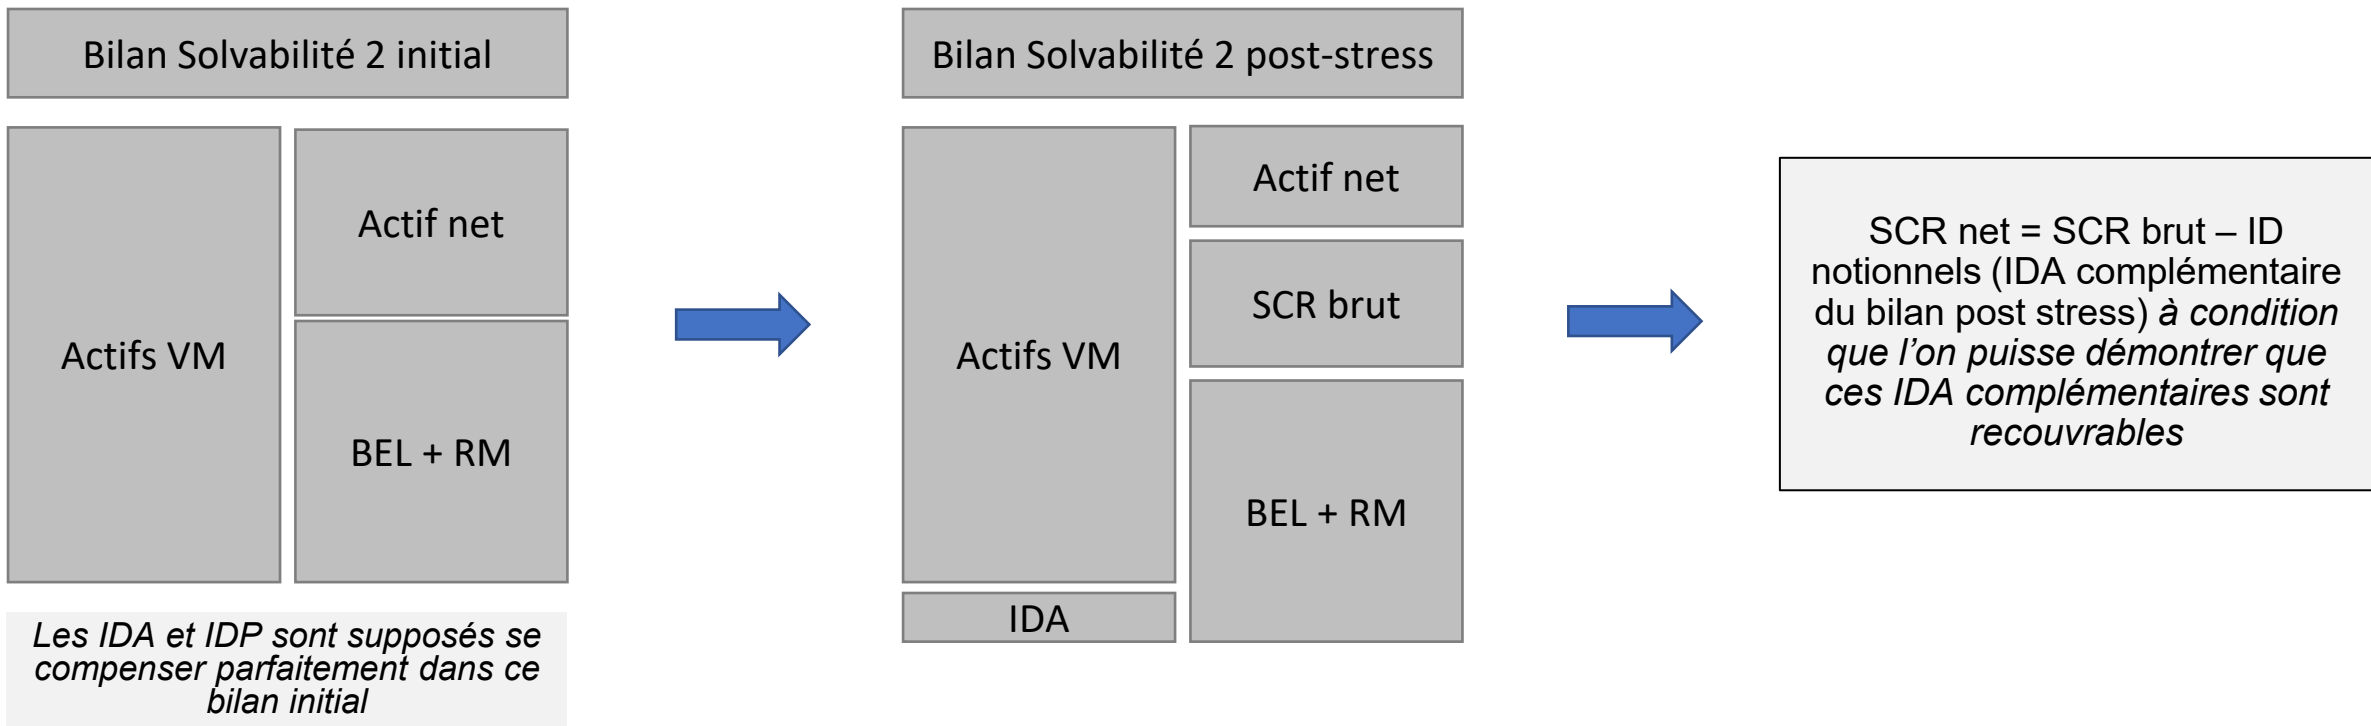 Bilan Solvabilité 2 initial
Actifs VM
Actif net
BEL + RM
Les IDA et IDP sont supposés se
compenser parfaitement dans ce
bilan initial
Bilan Solvabilité 2 post-stress
Actifs VM
IDA
Actif net
SCR brut
BEL + RM
SCR net = SCR brut – ID
notionnels (IDA complémentaire
du bilan post stress) à condition
que l’on puisse démontrer que
ces IDA complémentaires sont
recouvrables